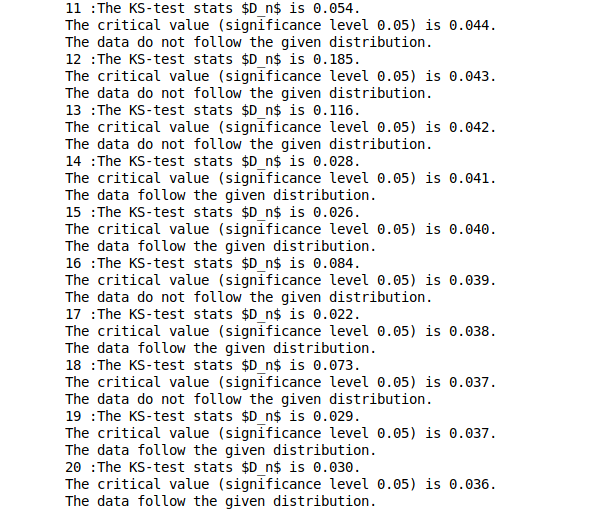 11 :The KS-test stats $D_n$ is 0.054.
The critical value (significance level 0.05) is 0.044.
The data do not follow the given distribution.
12 :The KS-test stats $D_n$ is 0.185.
The critical value (significance level 0.05) is 0.043.
The data do not follow the given distribution.
13 :The KS-test stats $D_n$ is 0.116.
The critical value (significance level 0.05) is 0.042.
The data do not follow the given distribution.
14 :The KS-test stats $D_n$ is 0.028.
The critical value (significance level 0.05) is 0.041.
The data follow the given distribution.
15 :The KS-test stats $D_n$ is 0.026.
The critical value (significance level 0.05) is 0.040.
The data follow the given distribution.
16 :The KS-test stats $D_n$ is 0.084.
The critical value (significance level 0.05) is 0.039.
The data do not follow the given distribution.
17 :The KS-test stats $D_n$ is 0.022.
The critical value (significance level 0.05) is 0.038.
The data follow the given distribution.
18 :The KS-test stats $D_n$ is 0.073.
The critical value (significance level 0.05) is 0.037.
The data do not follow the given distribution.
19 :The KS-test stats $D_n$ is 0.029.
The critical value (significance level 0.05) is 0.037.
The data follow the given distribution.
20 :The KS-test stats $D_n$ is 0.030.
The critical value (significance level 0.05) is 0.036.
The data follow the given distribution.